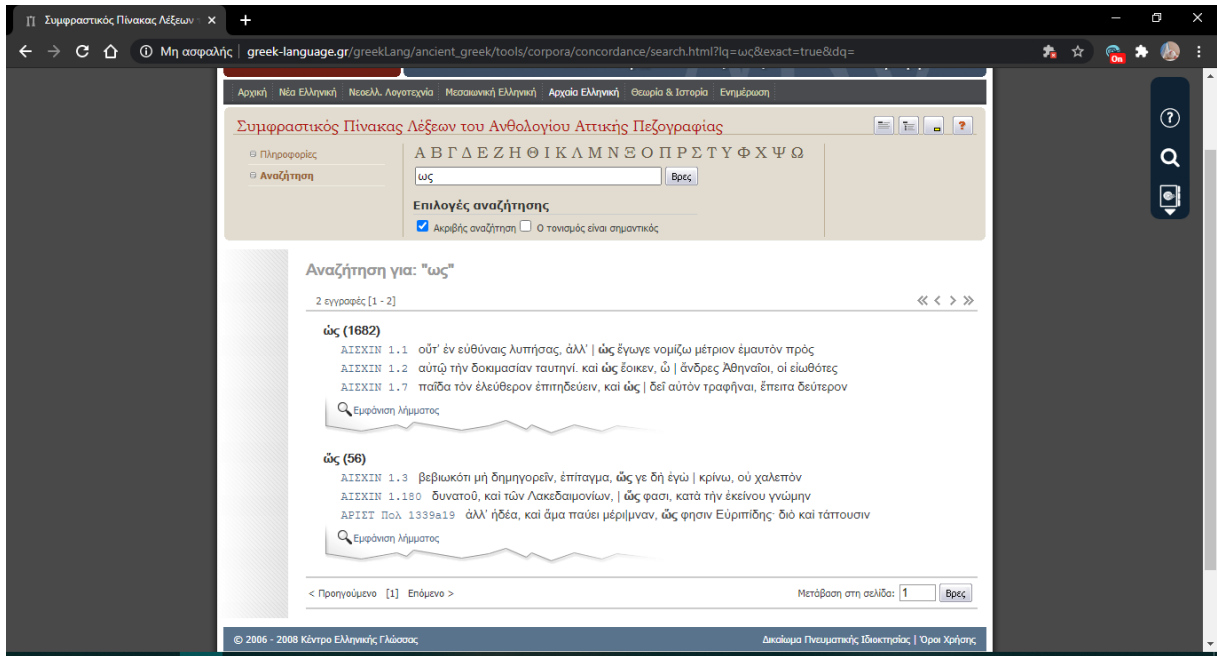 Συμφραστικός Πίνακας Λέξεων τ
Μη ασφαλής | greek-language.gr/greekLang/ancient_greek/tools/corpora/concordance/search.html?lq=ως&exact=true&dq=
On
Αρχική Νέα Ελληνική Νεοελλ. Λογοτεχνία Μεσαιωνική Ελληνική Αρχαία Ελληνική Θεωρία & Ιστορία Ενημέρωση
Συμφραστικός Πίνακας Λέξεων του Ανθολογίου Αττικής Πεζογραφίας
Πληροφορίες
Αναζήτηση
Α Β Γ Δ Ε Ζ Η Θ Ι Κ Λ Μ Ν Ξ Ο Π Ρ Σ Τ Υ Φ Χ Ψ Ω
ως Βρες
Επιλογές αναζήτησης
Ακριβής αναζήτηση Ο τονισμός είναι σημαντικός
Αναζήτηση για: "ως"
2 εγγραφές [1 - 2] « < > »
ὡς (1682)
ΑΙΣΧΙΝ 1.1 οὔτ' ἐν εὐθύναις λυπήσας, ἀλλ' | ὡς ἔγωγε νομίζω μέτριον ἐμαυτὸν πρὸς
ΑΙΣΧΙΝ 1.2 αὐτῷ τὴν δοκιμασίαν ταυτηνί. καὶ ὡς ἔοικεν, ὦ | ἄνδρες Ἀθηναῖοι, οἱ εἰωθότες
ΑΙΣΧΙΝ 1.7 παῖδα τὸν ἐλεύθερον ἐπιτηδεύειν, καὶ ὡς | δεῖ αὐτὸν τραφῆναι, ἔπειτα δεύτερον
Εμφάνιση λήμματος
ὥς (56)
ΑΙΣΧΙΝ 1.3 βεβιωκότι μὴ δημηγορεῖν, ἐπίταγμα, ὥς γε δὴ ἐγὼ | κρίνω, οὐ χαλεπὸν
ΑΙΣΧΙΝ 1.180 δυνατοῦ, καὶ τῶν Λακεδαιμονίων, | ὥς φασι, κατὰ τὴν ἐκείνου γνώμην
ΑΡΙΣΤ Πολ 1339a19 ἀλλ' ἡδέα, καὶ ἅμα παύει μέρι|μναν, ὥς φησιν Εὐριπίδης· διὸ καὶ τάττουσιν
Εμφάνιση λήμματος
< Προηγούμενο [1] Επόμενο > Μετάβαση στη σελίδα: 1 Βρες
© 2006 - 2008 Κέντρο Ελληνικής Γλώσσας Δικαίωμα Πνευματικής Ιδιοκτησίας | Όροι Χρήσης